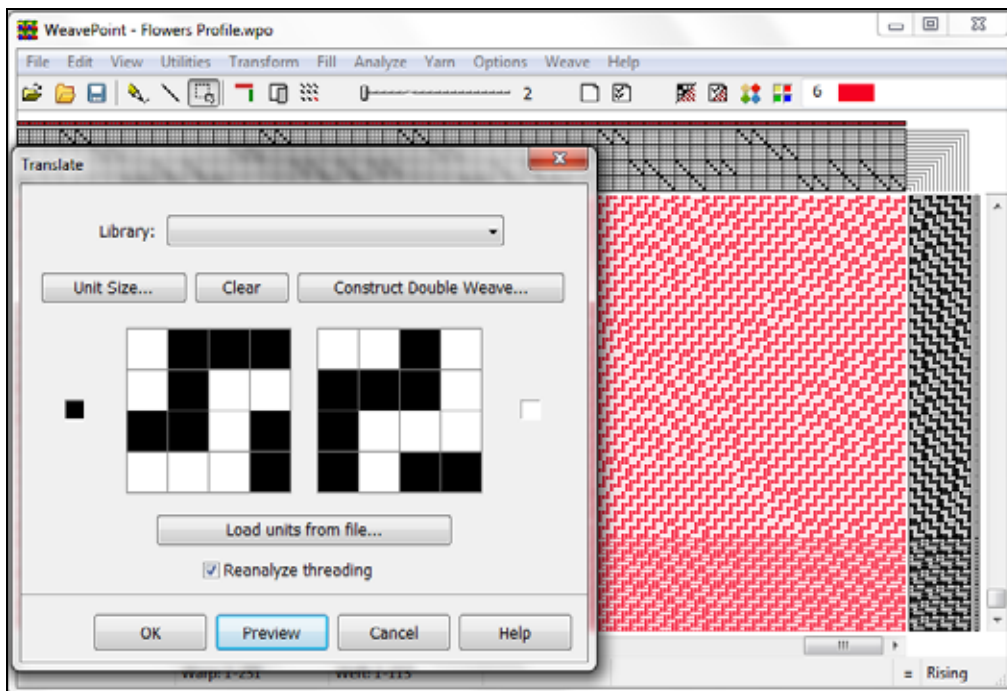 WeavePoint - Flowers Profile.wpo
File Edit View Utilities Transform Fill Analyze Yarn Options Weave Help
2 6
Translate
Library:
Unit Size... Clear Construct Double Weave...
Load units from file...
Reanalyze threading
OK Preview Cancel Help
= Rising